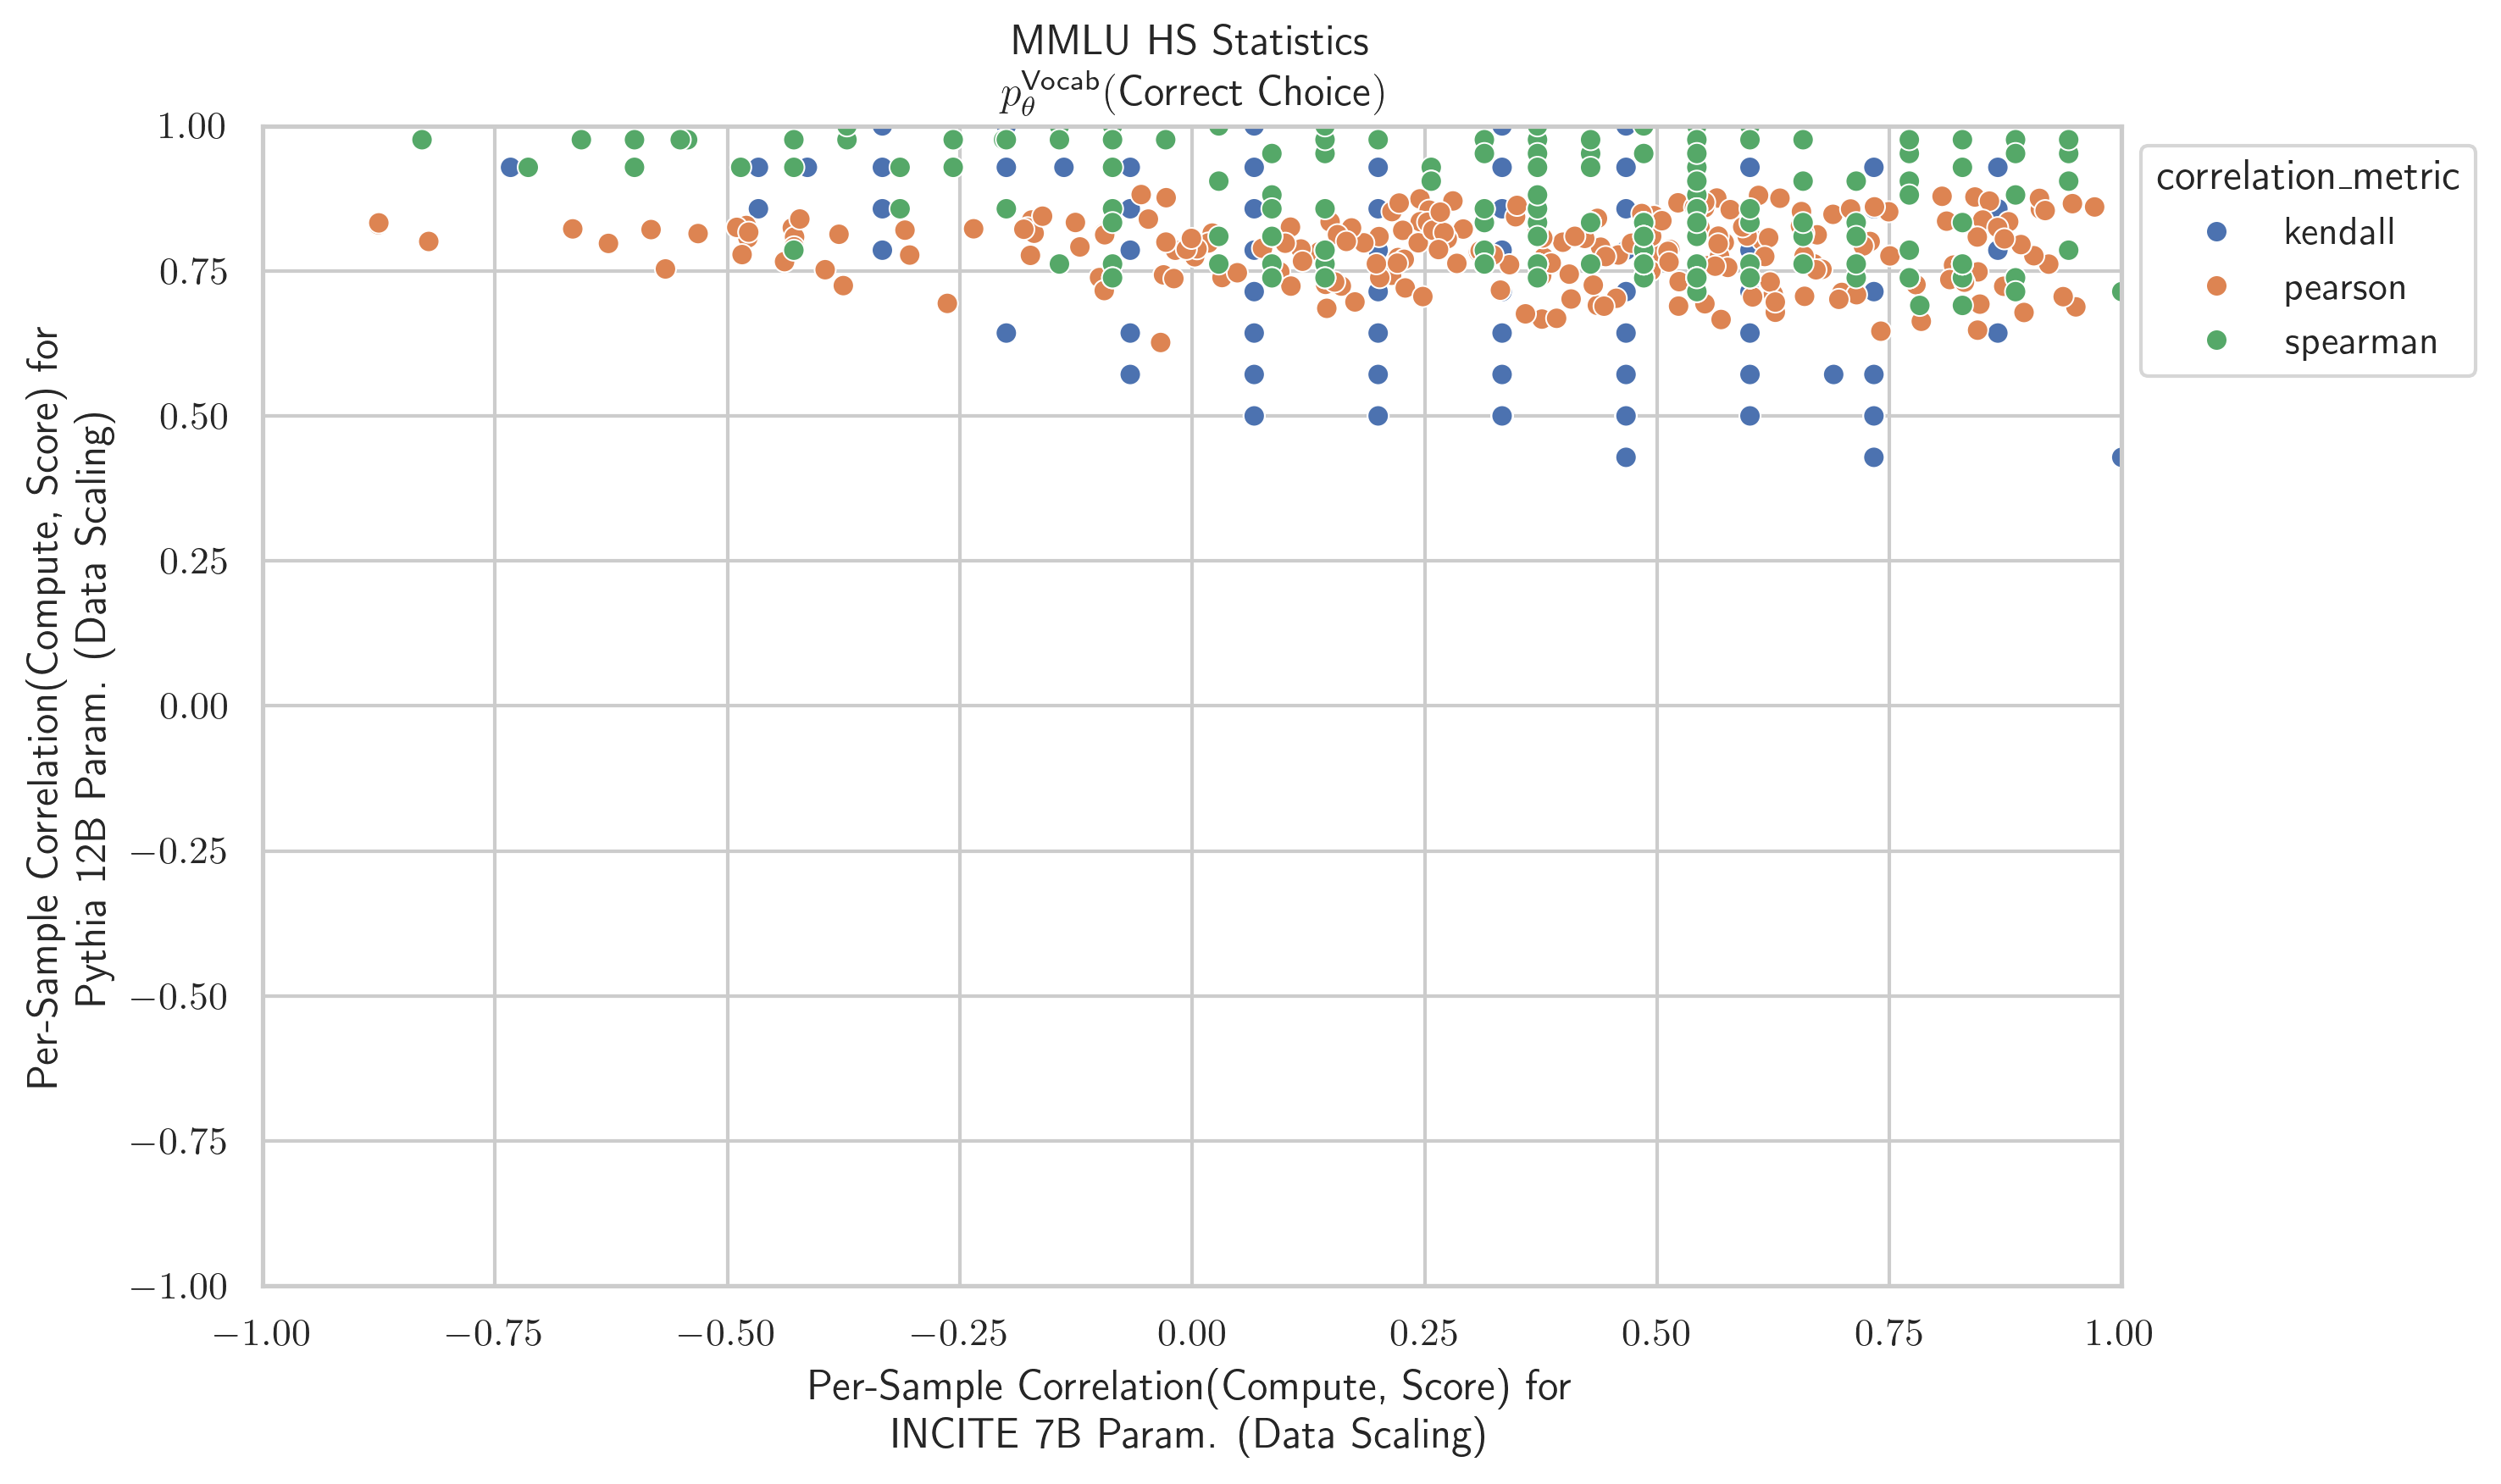 MMLU HS Statistics
p_θ^Vocab(Correct Choice)
1.00
0.75
0.50
0.25
0.00
−0.25
−0.50
−0.75
−1.00
Per-Sample Correlation(Compute, Score) for
Pythia 12B Param. (Data Scaling)
−1.00 −0.75 −0.50 −0.25 0.00 0.25 0.50 0.75 1.00
Per-Sample Correlation(Compute, Score) for
INCITE 7B Param. (Data Scaling)
correlation_metric
kendall
pearson
spearman